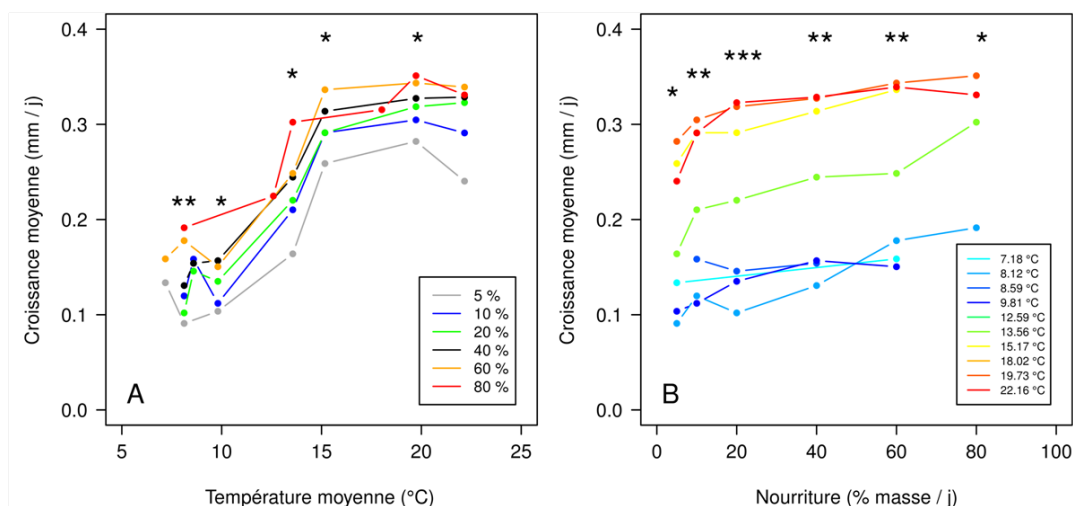 0.4
0.3
0.2
0.1
0.0
Croissance moyenne (mm / j)
** * * * *
A
5 %
10 %
20 %
40 %
60 %
80 %
5 10 15 20 25
Température moyenne (°C)
0.4
0.3
0.2
0.1
0.0
Croissance moyenne (mm / j)
* ** *** ** ** *
B
7.18 °C
8.12 °C
8.59 °C
9.81 °C
12.59 °C
13.56 °C
15.17 °C
18.02 °C
19.73 °C
22.16 °C
0 20 40 60 80 100
Nourriture (% masse / j)